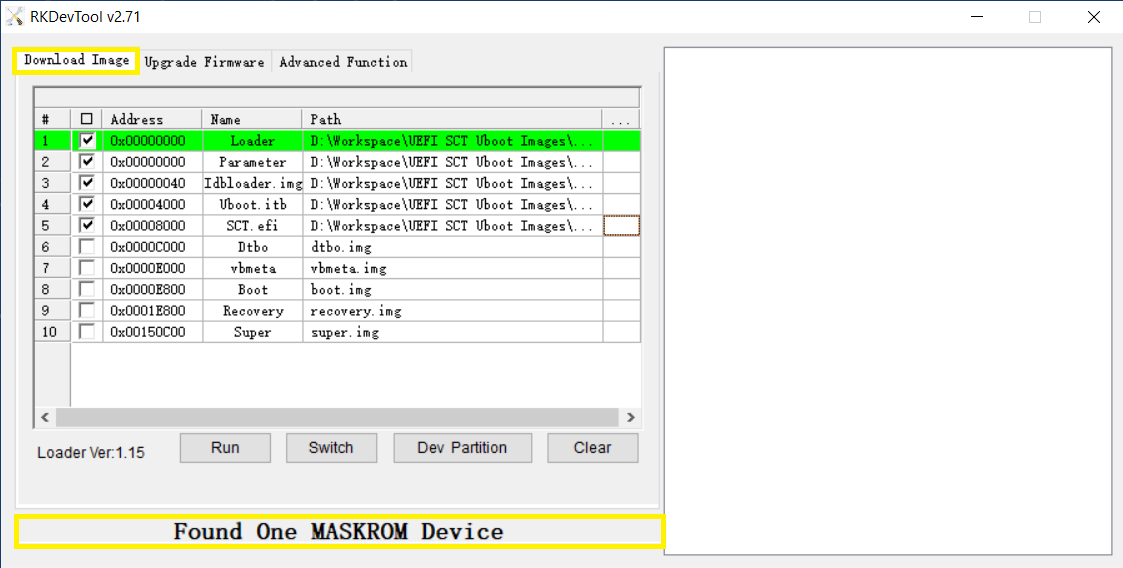 RKDevTool v2.71
Download Image Upgrade Firmware Advanced Function
# Address Name Path ...
1 0x00000000 Loader D:\Workspace\UEFI SCT Uboot Images\...
2 0x00000000 Parameter D:\Workspace\UEFI SCT Uboot Images\...
3 0x00000040 Idbloader.img D:\Workspace\UEFI SCT Uboot Images\...
4 0x00004000 Uboot.itb D:\Workspace\UEFI SCT Uboot Images\...
5 0x00008000 SCT.efi D:\Workspace\UEFI SCT Uboot Images\...
6 0x0000C000 Dtbo dtbo.img
7 0x0000E000 vbmeta vbmeta.img
8 0x0000E800 Boot boot.img
9 0x0001E800 Recovery recovery.img
10 0x00150C00 Super super.img
Loader Ver:1.15 Run Switch Dev Partition Clear
Found One MASKROM Device